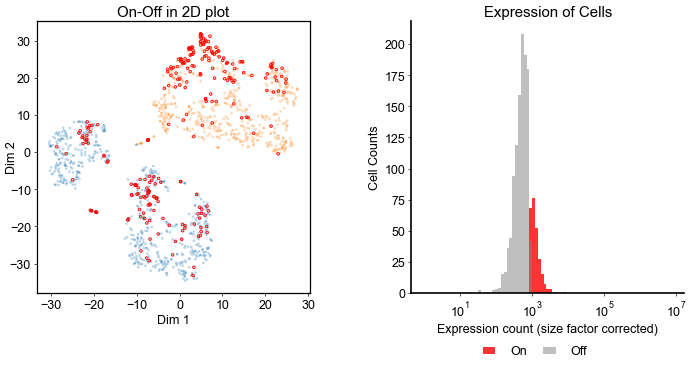 On-Off in 2D plot
30
20
10
0
−10
−20
−30
Dim 2
−30 −20 −10 0 10 20 30
Dim 1
Expression of Cells
200
175
150
125
100
75
50
25
0
Cell Counts
10^1 10^3 10^5 10^7
Expression count (size factor corrected)
On Off